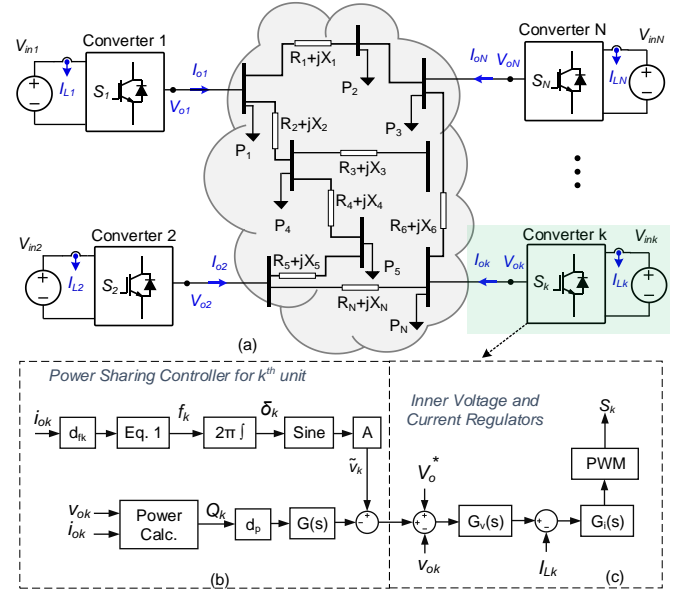 Converter 1
V_in1
I_L1
S_1
V_o1
I_o1
R_1+jX_1
P_2
P_3
P_1
R_2+jX_2
R_3+jX_3
P_4
R_4+jX_4
R_6+jX_6
Converter N
I_oN
V_oN
S_N
I_LN
V_inN
Converter 2
V_in2
I_L2
S_2
I_o2
V_o2
R_5+jX_5
P_5
R_N+jX_N
P_N
Converter k
I_ok
V_ok
S_k
I_Lk
V_ink
(a)
Power Sharing Controller for k^th unit
i_ok
d_fk
Eq. 1
f_k
2π ∫
δ_k
Sine
A
ṽ_k
v_ok
i_ok
Power
Calc.
Q_k
d_p
G(s)
(b)
Inner Voltage and
Current Regulators
S_k
PWM
V_o^*
G_v(s)
G_i(s)
v_ok
I_Lk
(c)